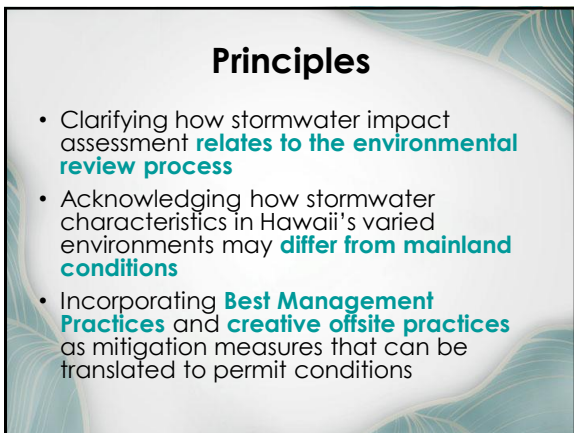 Principles
• Clarifying how stormwater impact
assessment relates to the environmental
review process
• Acknowledging how stormwater
characteristics in Hawaii's varied
environments may differ from mainland
conditions
• Incorporating Best Management
Practices and creative offsite practices
as mitigation measures that can be
translated to permit conditions